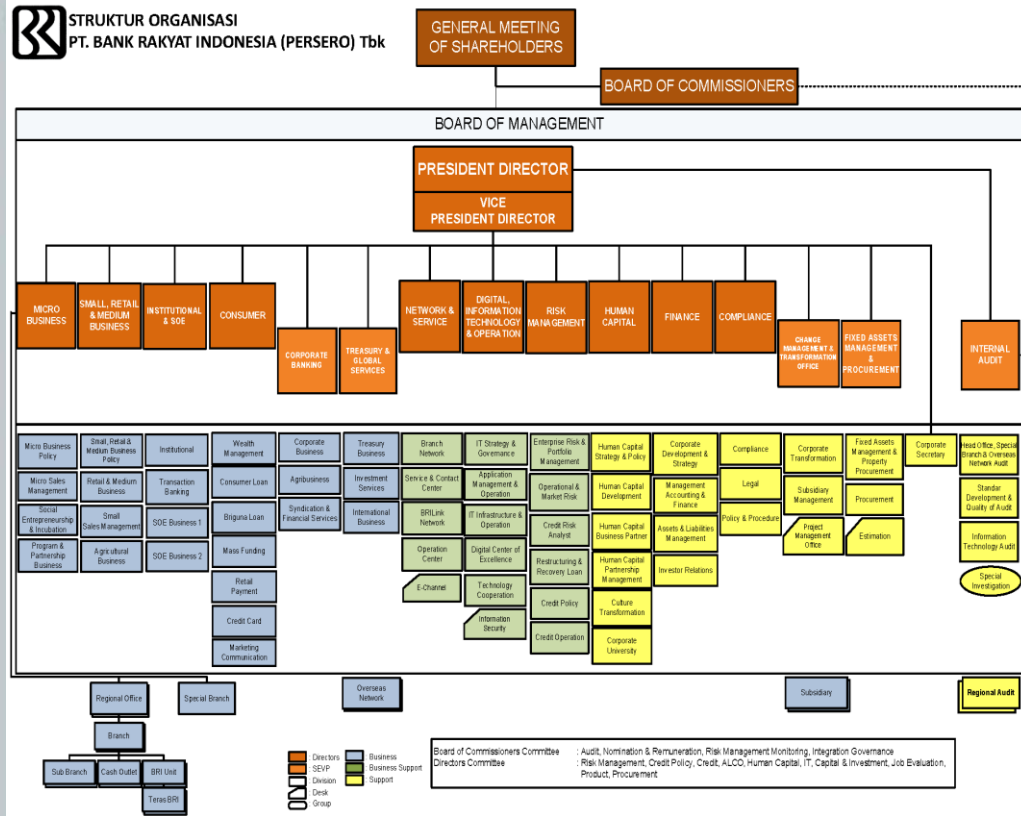 STRUKTUR ORGANISASI
PT. BANK RAKYAT INDONESIA (PERSERO) Tbk
GENERAL MEETING
OF SHAREHOLDERS
BOARD OF COMMISSIONERS
BOARD OF MANAGEMENT
PRESIDENT DIRECTOR
VICE
PRESIDENT DIRECTOR
MICRO
BUSINESS
SMALL, RETAIL
& MEDIUM
BUSINESS
INSTITUTIONAL
& SOE
CONSUMER
CORPORATE
BANKING
TREASURY &
GLOBAL
SERVICES
NETWORK &
SERVICE
DIGITAL,
INFORMATION
TECHNOLOGY
& OPERATION
RISK
MANAGEMENT
HUMAN
CAPITAL
FINANCE
COMPLIANCE
CHANGE
MANAGEMENT &
TRANSFORMATION
OFFICE
FIXED ASSETS
MANAGEMENT
&
PROCUREMENT
INTERNAL
AUDIT
Micro Business
Policy
Micro Sales
Management
Social
Entrepreneurship
& Incubation
Program &
Partnership
Business
Small, Retail &
Medium Business
Policy
Retail & Medium
Business
Small
Sales Management
Agricultural
Business
Institutional
Transaction
Banking
SOE Business 1
SOE Business 2
Wealth
Management
Consumer Loan
Briguna Loan
Mass Funding
Retail
Payment
Credit Card
Marketing
Communication
Corporate
Business
Agribusiness
Syndication &
Financial Services
Treasury
Business
Investment
Services
International
Business
Branch
Network
Service & Contact
Center
BRILink
Network
Operation
Center
E-Channel
IT Strategy &
Governance
Application
Management
& Operation
IT Infrastructure &
Operation
Digital Center of
Excellence
Technology
Cooperation
Information
Security
Enterprise Risk &
Portfolio
Management
Operational &
Market Risk
Credit Risk
Analyst
Restructuring &
Recovery Loan
Credit Policy
Credit Operation
Human Capital
Strategy & Policy
Human Capital
Development
Human Capital
Business Partner
Human Capital
Partnership
Management
Culture
Transformation
Corporate
University
Corporate
Development &
Strategy
Management
Accounting &
Finance
Assets & Liabilities
Management
Investor Relations
Compliance
Legal
Policy & Procedure
Corporate
Transformation
Subsidiary
Management
Project
Management
Office
Fixed Assets
Management &
Property
Procurement
Procurement
Estimation
Corporate
Secretary
Head Office, Special
Branch & Overseas
Network Audit
Standar
Development &
Quality of Audit
Information
Technology Audit
Special
Investigation
Regional Office
Special Branch
Overseas
Network
Subsidiary
Regional Audit
Branch
Sub Branch
Cash Outlet
BRI Unit
Teras BRI
: Directors
: SEVP
: Division
: Desk
: Group
: Business
: Business Support
: Support
Board of Commissioners Committee : Audit, Nomination & Remuneration, Risk Management Monitoring, Integration Governance
Directors Committee : Risk Management, Credit Policy, Credit, ALCO, Human Capital, IT, Capital & Investment, Job Evaluation,
Product, Procurement